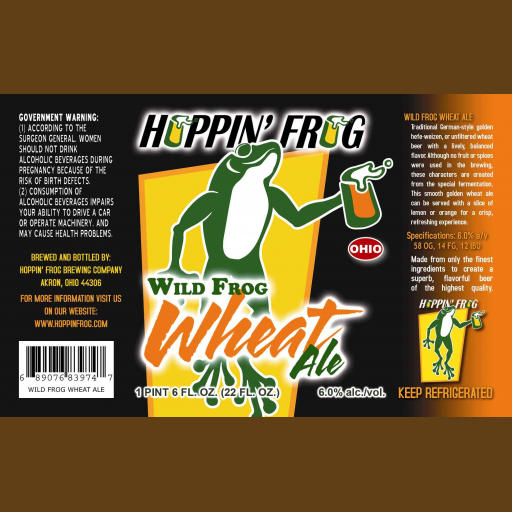 GOVERNMENT WARNING:
(1) ACCORDING TO THE
SURGEON GENERAL, WOMEN
SHOULD NOT DRINK
ALCOHOLIC BEVERAGES DURING
PREGNANCY BECAUSE OF THE
RISK OF BIRTH DEFECTS.
(2) CONSUMPTION OF
ALCOHOLIC BEVERAGES IMPAIRS
YOUR ABILITY TO DRIVE A CAR
OR OPERATE MACHINERY, AND
MAY CAUSE HEALTH PROBLEMS.
BREWED AND BOTTLED BY:
HOPPIN' FROG BREWING COMPANY
AKRON, OHIO 44306
FOR MORE INFORMATION VISIT US
ON OUR WEBSITE:
WWW.HOPPINFROG.COM
6 89076 83974 7
WILD FROG WHEAT ALE
HOPPIN' FROG
OHIO
WILD FROG
Wheat
Ale
1 PINT 6 FL. OZ. (22 FL. OZ.)
6.0% alc./vol.
WILD FROG WHEAT ALE
Traditional German-style golden
hefe-weizen, or unfiltered wheat
beer with a lively, balanced
flavor. Although no fruit or spices
were used in the brewing,
these characters are created
from the special fermentation.
This smooth golden wheat ale
can be served with a slice of
lemon or orange for a crisp,
refreshing experience.
Specifications: 6.0% a/v
58 OG, 14 FG, 12 IBU
Made from only the finest
ingredients to create a
superb, flavorful beer
of the highest quality.
HOPPIN' FROG
KEEP REFRIGERATED